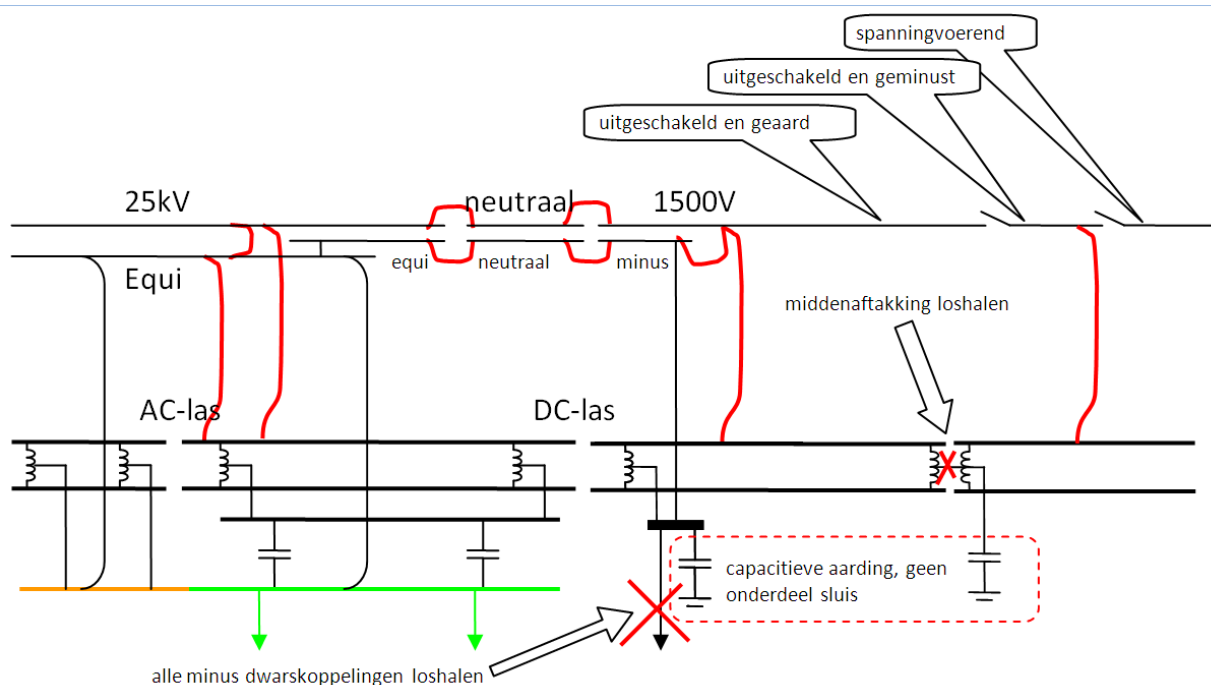 spanningvoerend
uitgeschakeld en geminust
uitgeschakeld en geaard
25kV
neutraal
1500V
equi
neutraal
minus
Equi
middenaftakking loshalen
AC-las
DC-las
capacitieve aarding, geen
onderdeel sluis
alle minus dwarskoppelingen loshalen